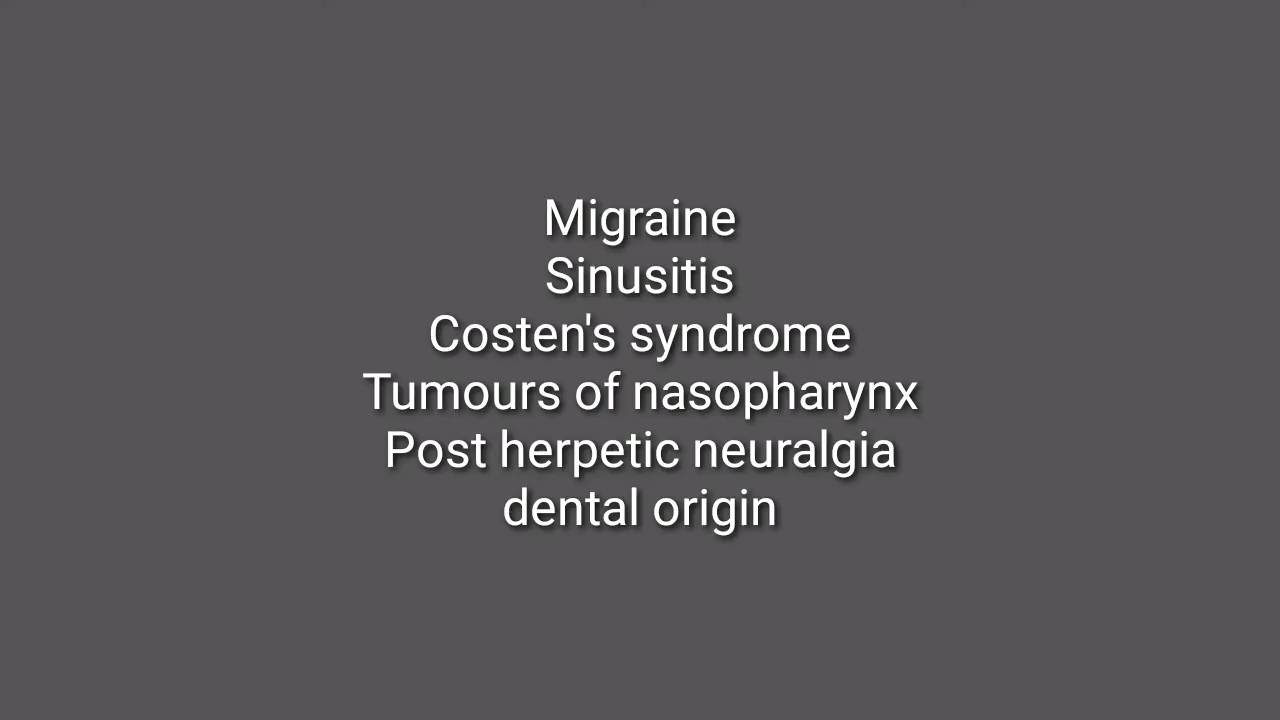 Migraine
Sinusitis
Costen's syndrome
Tumours of nasopharynx
Post herpetic neuralgia
dental origin